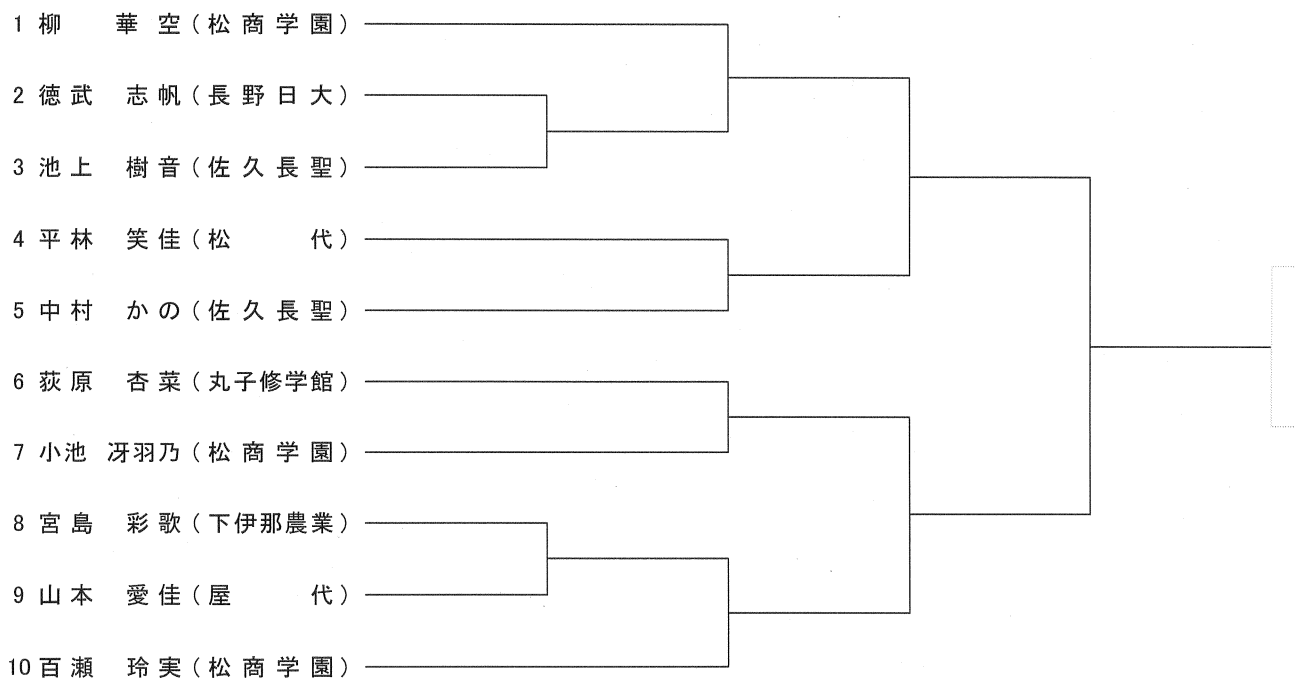 1 柳 華空(松商学園)
2 徳武 志帆(長野日大)
3 池上 樹音(佐久長聖)
4 平林 笑佳(松代)
5 中村 かの(佐久長聖)
6 荻原 杏菜(丸子修学館)
7 小池 冴羽乃(松商学園)
8 宮島 彩歌(下伊那農業)
9 山本 愛佳(屋代)
10 百瀬 玲実(松商学園)